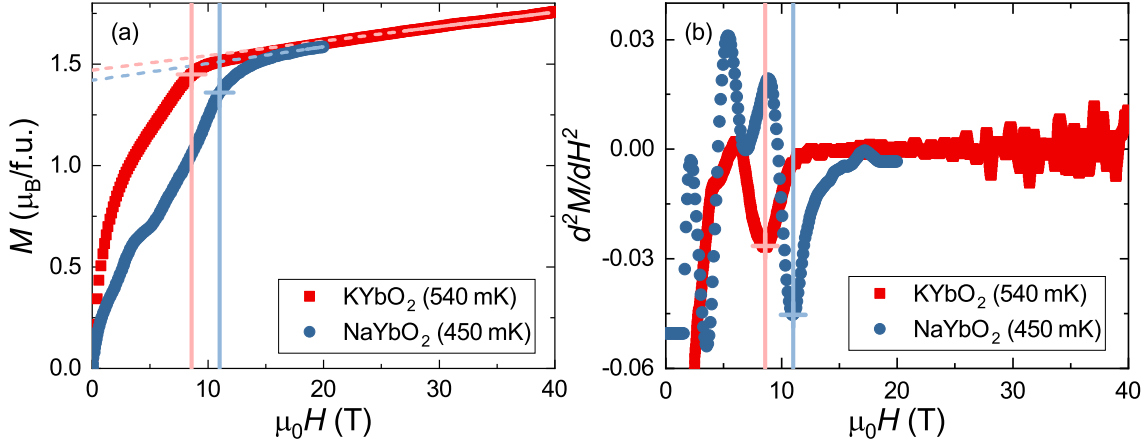 (a)
1.5
1.0
0.5
0.0
M (μB/f.u.)
KYbO2 (540 mK)
NaYbO2 (450 mK)
0 10 20 30 40
μ0H (T)
(b)
0.03
0.00
-0.03
-0.06
d²M/dH²
KYbO2 (540 mK)
NaYbO2 (450 mK)
0 10 20 30 40
μ0H (T)